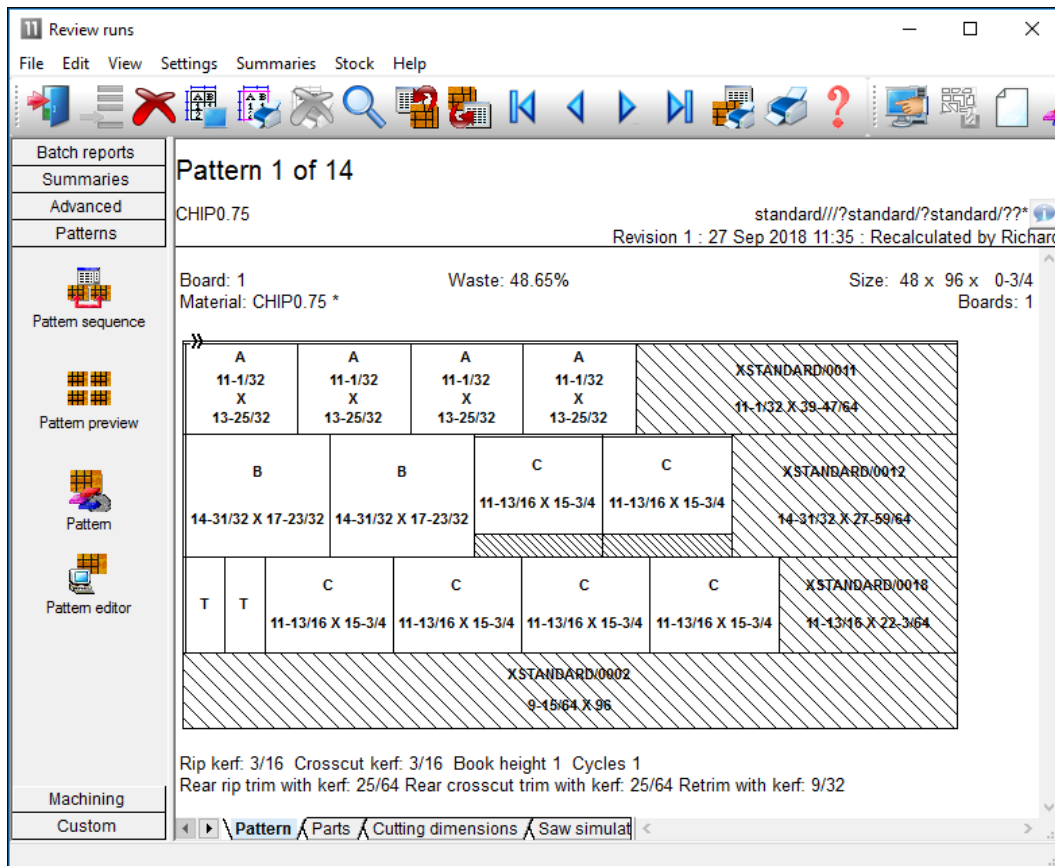 Review runs
File Edit View Settings Summaries Stock Help
Batch reports
Summaries
Advanced
Patterns
Pattern sequence
Pattern preview
Pattern
Pattern editor
Machining
Custom
Pattern 1 of 14
CHIP0.75 standard///?standard/?standard/??*
Revision 1 : 27 Sep 2018 11:35 : Recalculated by Richard
Board: 1 Waste: 48.65% Size: 48 x 96 x 0-3/4
Material: CHIP0.75 * Boards: 1
A A A A
11-1/32 11-1/32 11-1/32 11-1/32
X X X X
13-25/32 13-25/32 13-25/32 13-25/32
XSTANDARD/0011
11-1/32 X 39-47/64
B B C C
14-31/32 X 17-23/32 14-31/32 X 17-23/32 11-13/16 X 15-3/4 11-13/16 X 15-3/4
XSTANDARD/0012
14-31/32 X 27-59/64
T T C C C C
11-13/16 X 15-3/4 11-13/16 X 15-3/4 11-13/16 X 15-3/4 11-13/16 X 15-3/4
XSTANDARD/0018
11-13/16 X 22-3/64
XSTANDARD/0002
9-15/64 X 96
Rip kerf: 3/16 Crosscut kerf: 3/16 Book height 1 Cycles 1
Rear rip trim with kerf: 25/64 Rear crosscut trim with kerf: 25/64 Retrim with kerf: 9/32
Pattern Parts Cutting dimensions Saw simulat